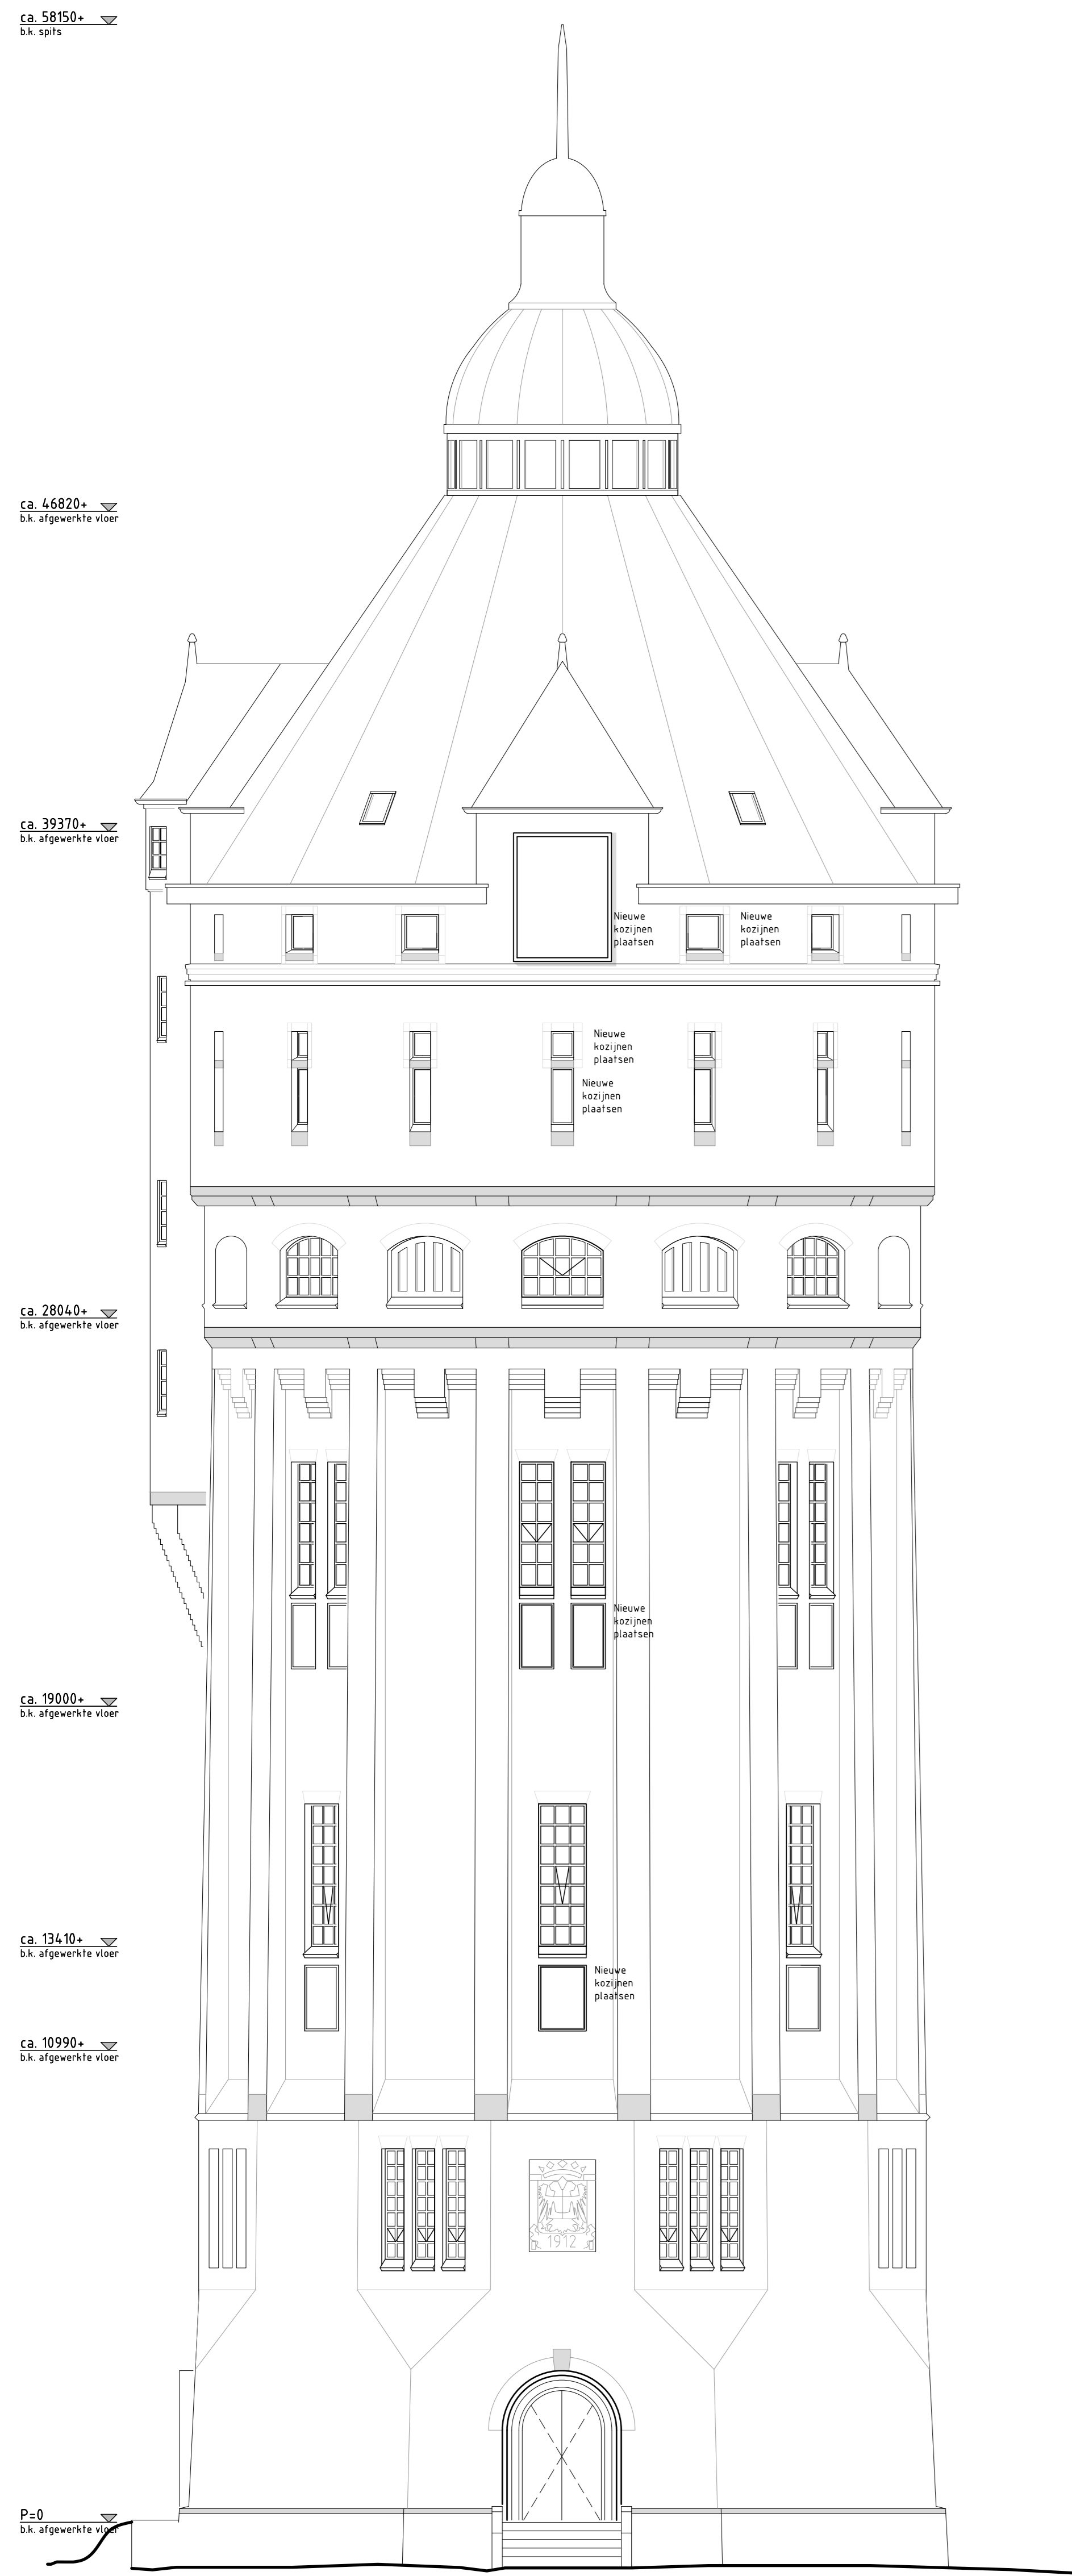 ca. 58150+
b.k. spits
ca. 46820+
b.k. afgewerkte vloer
ca. 39370+
b.k. afgewerkte vloer
Nieuwe
kozijnen
plaatsen
Nieuwe
kozijnen
plaatsen
Nieuwe
kozijnen
plaatsen
Nieuwe
kozijnen
plaatsen
ca. 28040+
b.k. afgewerkte vloer
Nieuwe
kozijnen
plaatsen
ca. 19000+
b.k. afgewerkte vloer
ca. 13410+
b.k. afgewerkte vloer
Nieuwe
kozijnen
plaatsen
ca. 10990+
b.k. afgewerkte vloer
1912
P=0
b.k. afgewerkte vloer